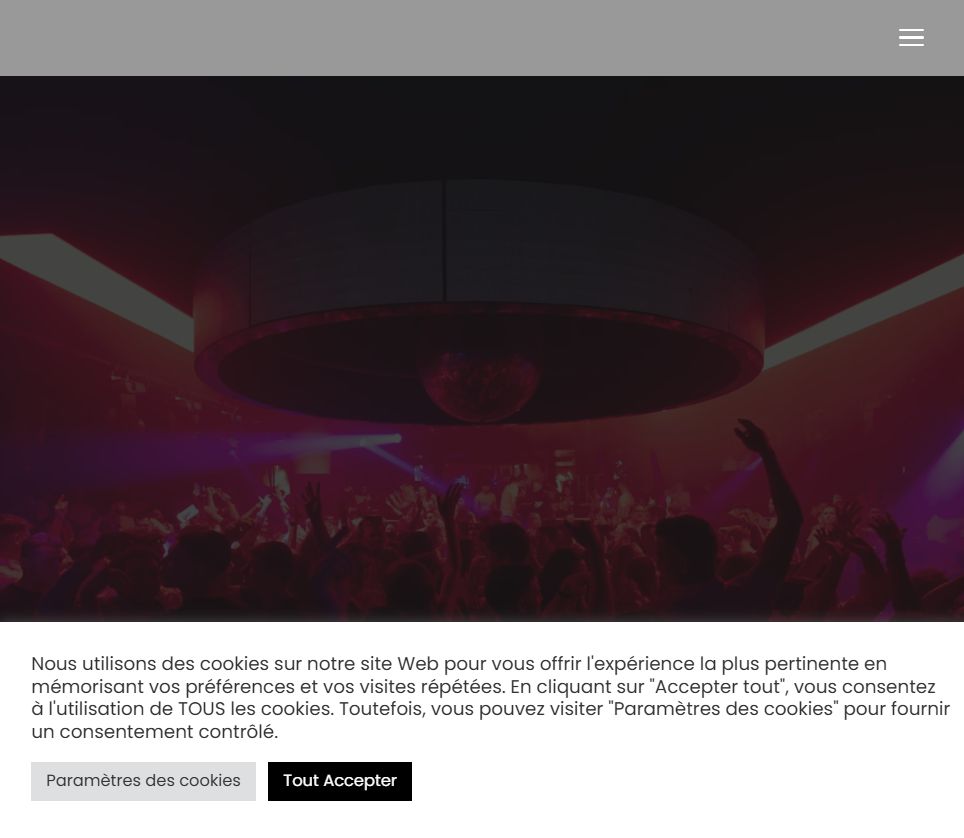 Nous utilisons des cookies sur notre site Web pour vous offrir l'expérience la plus pertinente en
mémorisant vos préférences et vos visites répétées. En cliquant sur "Accepter tout", vous consentez
à l'utilisation de TOUS les cookies. Toutefois, vous pouvez visiter "Paramètres des cookies" pour fournir
un consentement contrôlé.
Paramètres des cookies
Tout Accepter